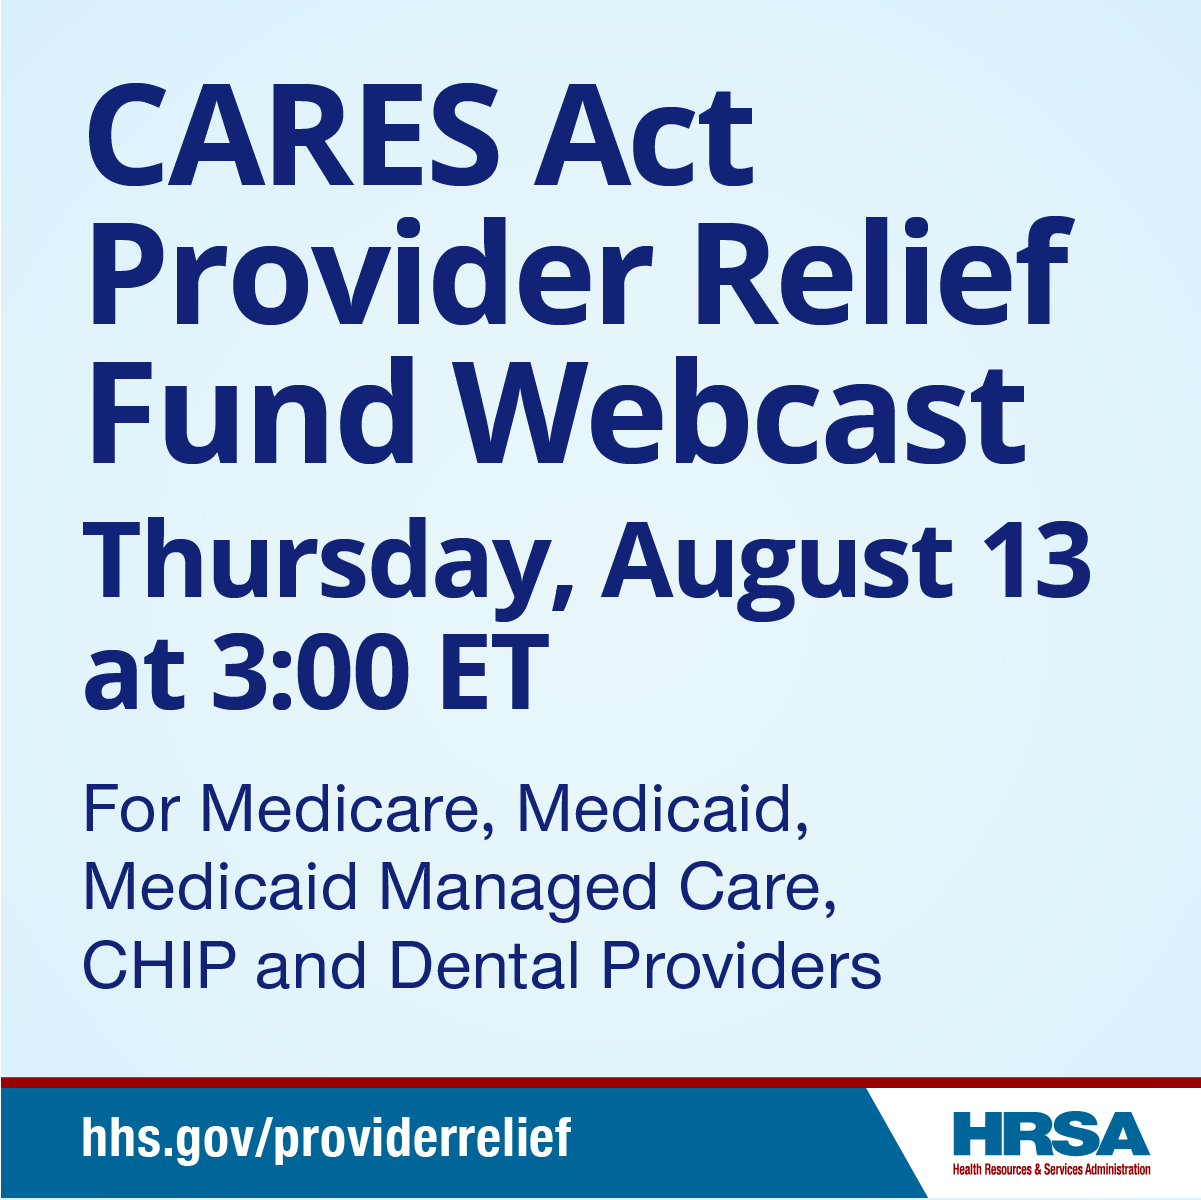 CARES Act
Provider Relief
Fund Webcast
Thursday, August 13
at 3:00 ET
For Medicare, Medicaid,
Medicaid Managed Care,
CHIP and Dental Providers
hhs.gov/providerrelief
HRSA
Health Resources & Services Administration